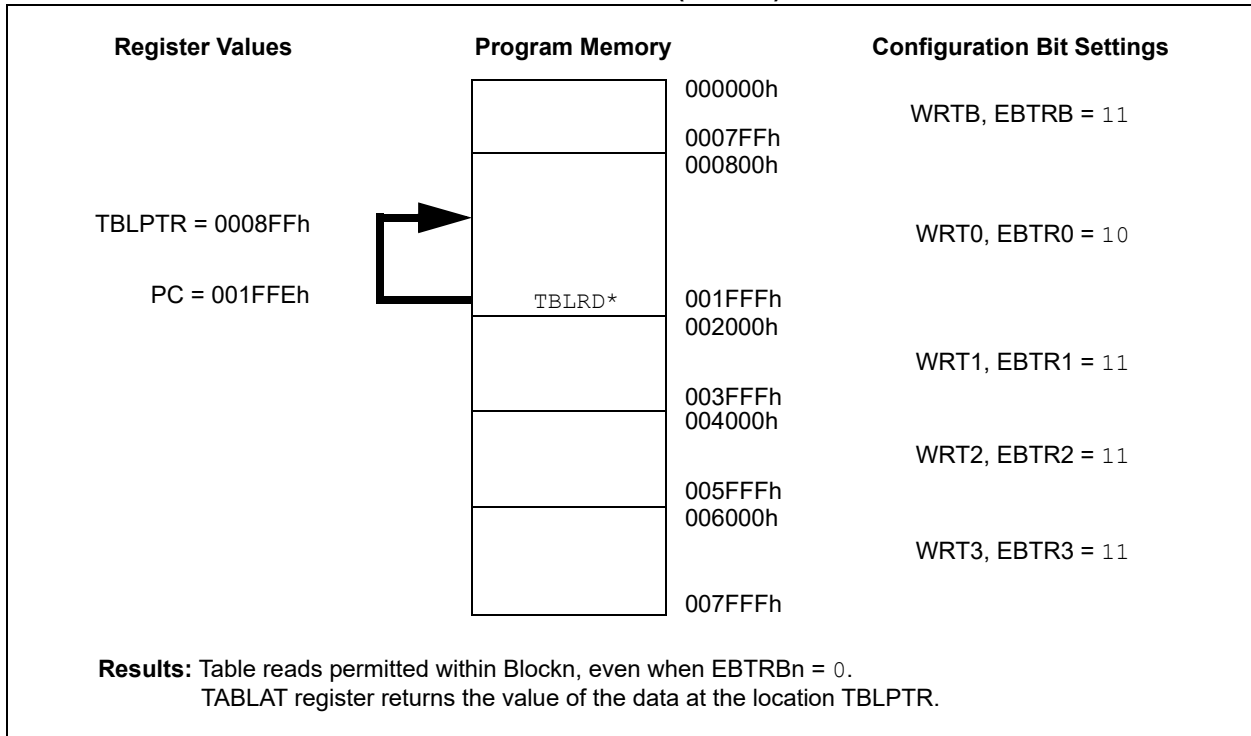 Register Values Program Memory Configuration Bit Settings
000000h
WRTB, EBTRB = 11
0007FFh
000800h
TBLPTR = 0008FFh
WRT0, EBTR0 = 10
PC = 001FFEh TBLRD* 001FFFh
002000h
WRT1, EBTR1 = 11
003FFFh
004000h
WRT2, EBTR2 = 11
005FFFh
006000h
WRT3, EBTR3 = 11
007FFFh
Results: Table reads permitted within Blockn, even when EBTRBn = 0.
TABLAT register returns the value of the data at the location TBLPTR.